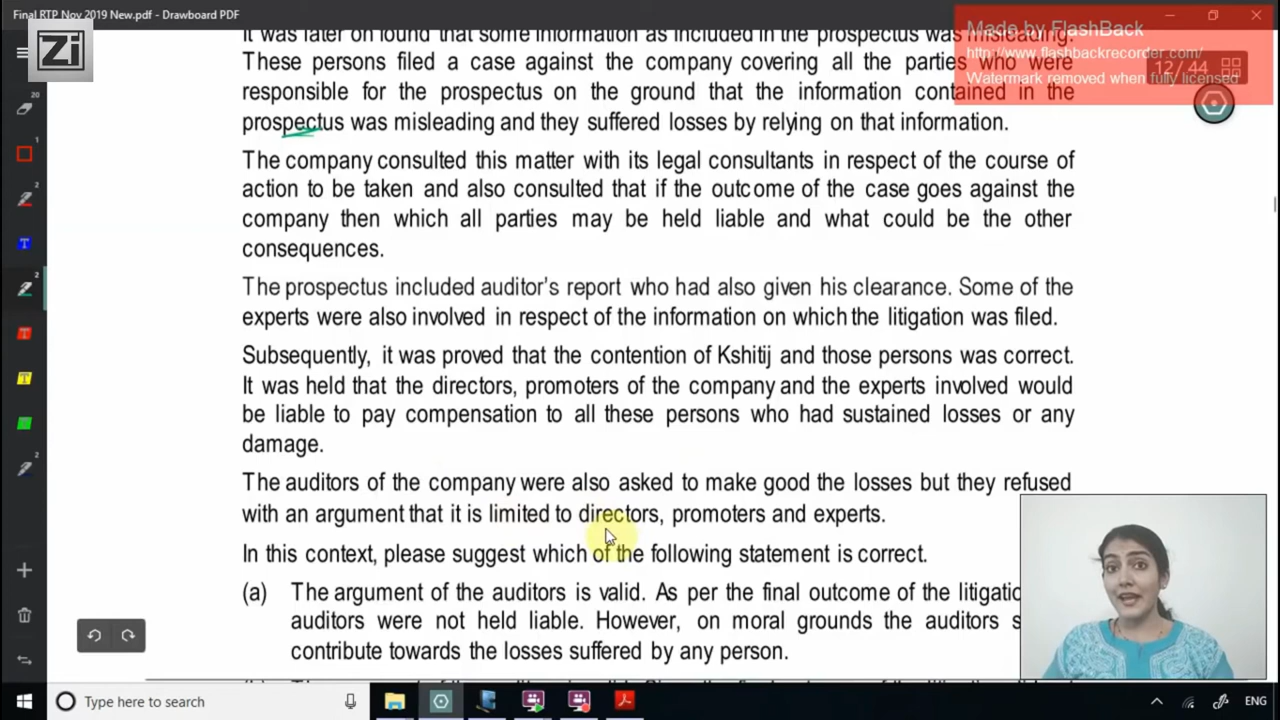 Final RTP Nov 2019 New.pdf - Drawboard PDF
Made by FlashBack
http://www.flashbackrecorder.com/
Watermark removed when fully licensed
12/44
Zi
It was later on found that some information as included in the prospectus was misleading.
These persons filed a case against the company covering all the parties who were
responsible for the prospectus on the ground that the information contained in the
prospectus was misleading and they suffered losses by relying on that information.
The company consulted this matter with its legal consultants in respect of the course of
action to be taken and also consulted that if the outcome of the case goes against the
company then which all parties may be held liable and what could be the other
consequences.
The prospectus included auditor's report who had also given his clearance. Some of the
experts were also involved in respect of the information on which the litigation was filed.
Subsequently, it was proved that the contention of Kshitij and those persons was correct.
It was held that the directors, promoters of the company and the experts involved would
be liable to pay compensation to all these persons who had sustained losses or any
damage.
The auditors of the company were also asked to make good the losses but they refused
with an argument that it is limited to directors, promoters and experts.
In this context, please suggest which of the following statement is correct.
(a) The argument of the auditors is valid. As per the final outcome of the litigatio
auditors were not held liable. However, on moral grounds the auditors s
contribute towards the losses suffered by any person.
20
1
2
2
2
Type here to search
ENG